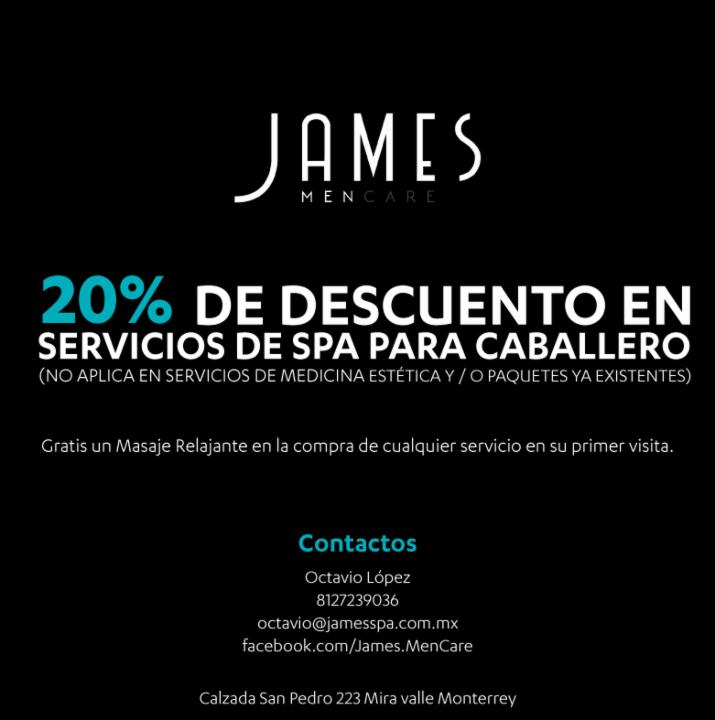 JAMES
MENCARE
20% DE DESCUENTO EN
SERVICIOS DE SPA PARA CABALLERO
(NO APLICA EN SERVICIOS DE MEDICINA ESTÉTICA Y / O PAQUETES YA EXISTENTES)
Gratis un Masaje Relajante en la compra de cualquier servicio en su primer visita.
Contactos
Octavio López
8127239036
octavio@jamesspa.com.mx
facebook.com/James.MenCare
Calzada San Pedro 223 Mira valle Monterrey